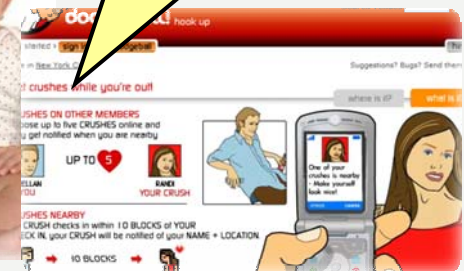 hook up
started > sign
dgeball
in New York C
Suggestions? Bugs? Send them
! crushes while you're out!
where is it?
what is
USHES ON OTHER MEMBERS
ose up to five CRUSHES online and
y get notified when you are nearby
UP TO 5
ELLAN
YOU
RANDI
YOUR CRUSH
One of your
crushes is nearby
- Make yourself
look nice!
USHES NEARBY
CRUSH checks in within 10 BLOCKS of YOUR
ECK IN, your CRUSH will be notified of your NAME + LOCATION.
10 BLOCKS